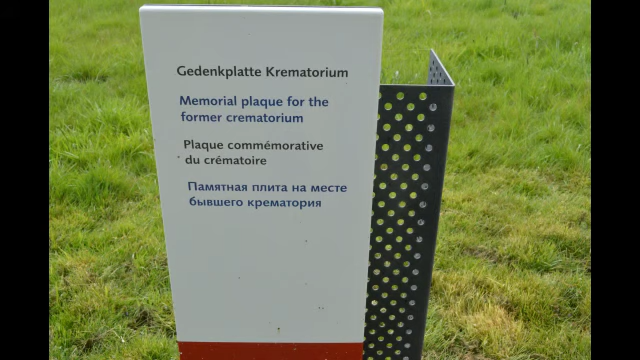 Gedenkplatte Krematorium
Memorial plaque for the
former crematorium
Plaque commémorative
du crématoire
Памятная плита на месте
бывшего крематория